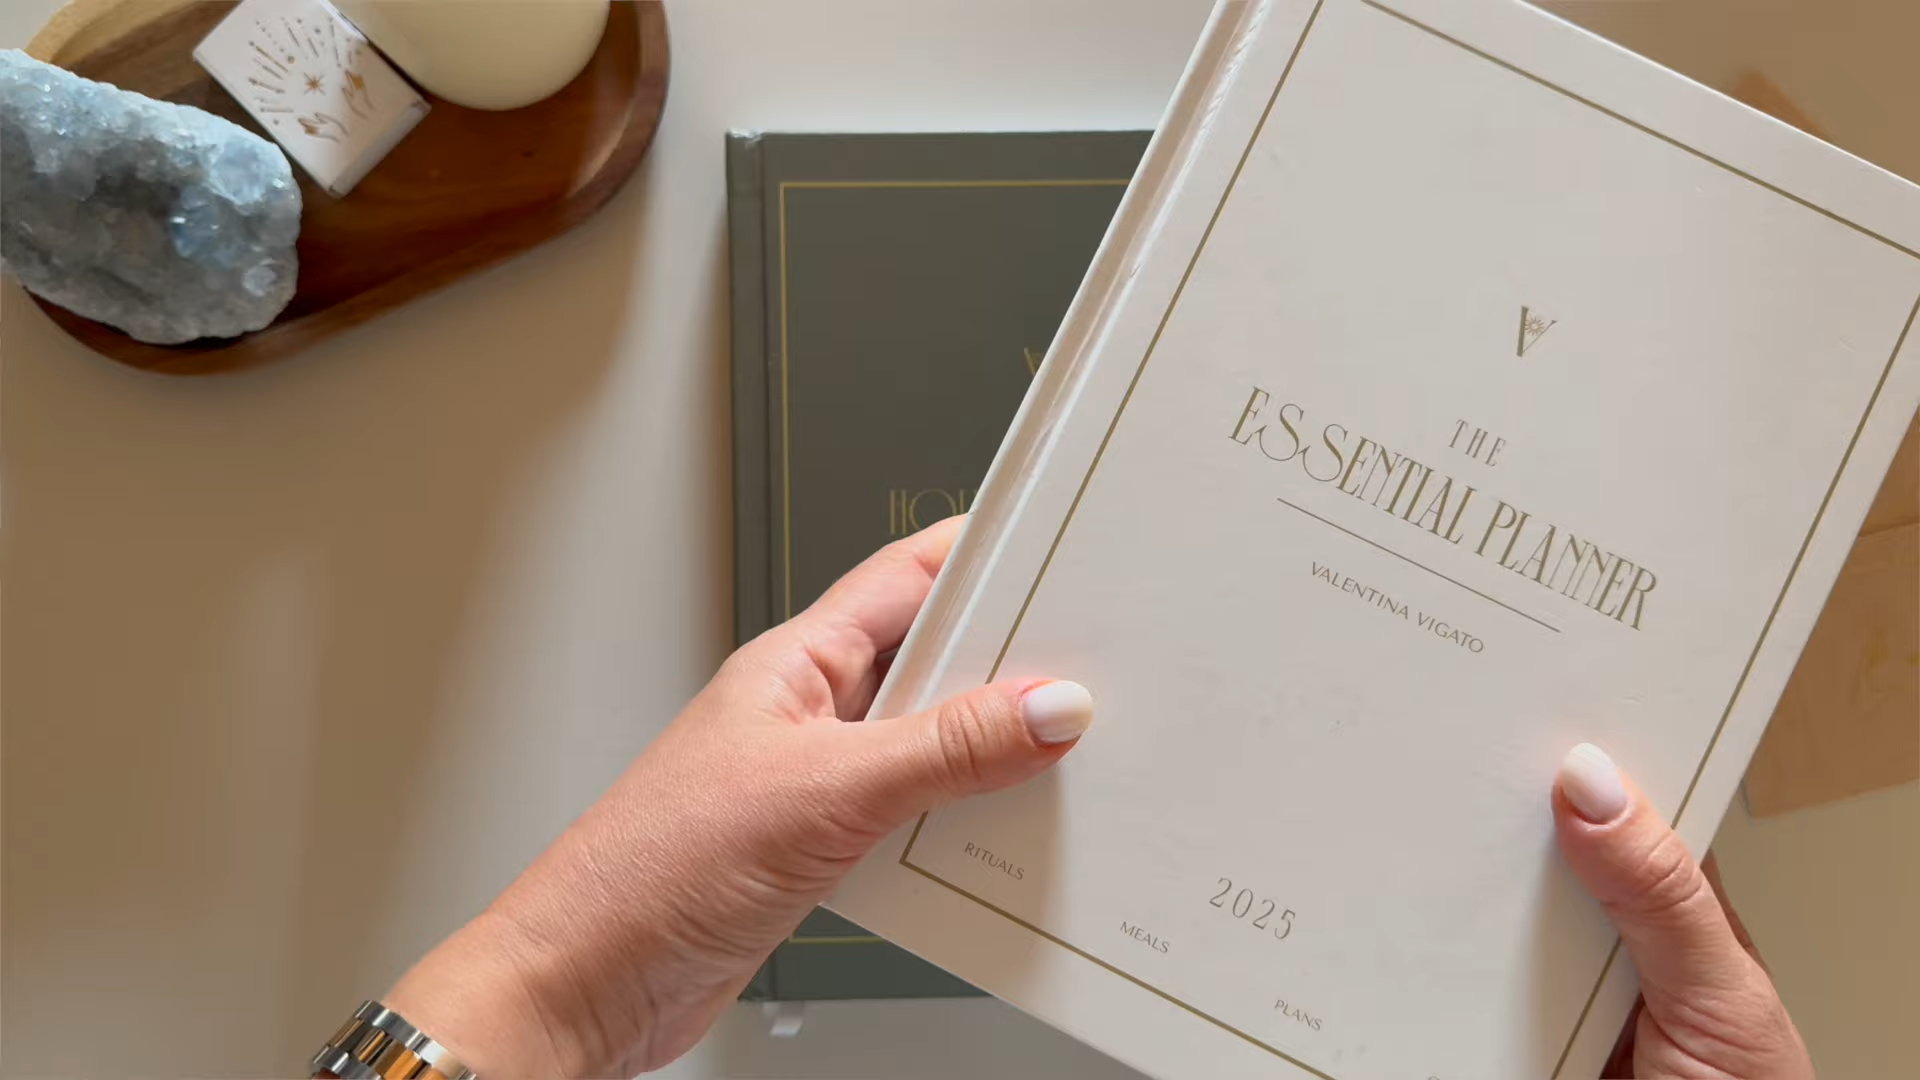 V
THE
ESSENTIAL PLANNER
VALENTINA VIGATO
2025
RITUALS
MEALS
PLANS